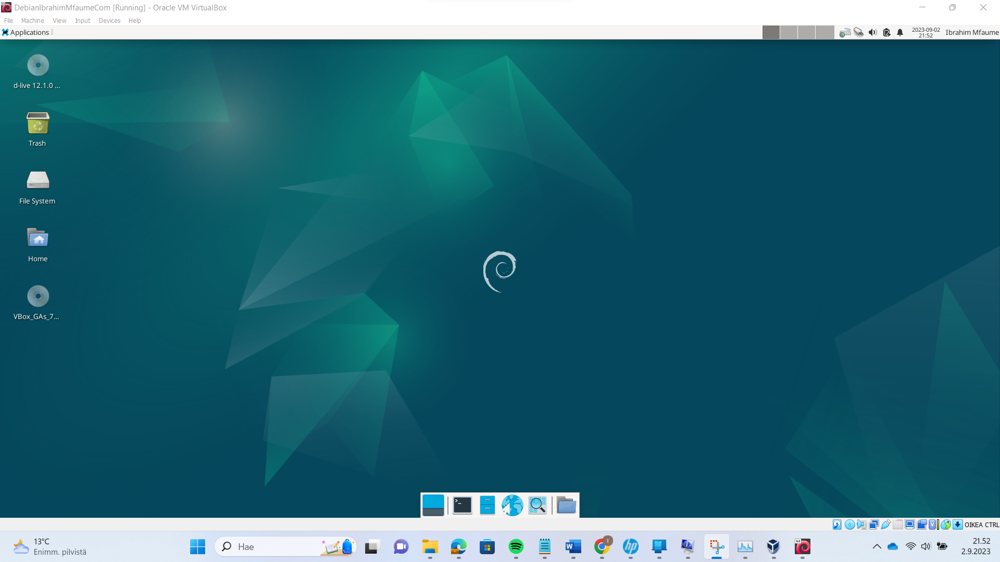 DebianIbrahimMfaumeCom [Running] - Oracle VM VirtualBox
File Machine View Input Devices Help
Applications
2023-09-02
21:52
Ibrahim Mfaume
d-live 12.1.0 ...
Trash
File System
Home
VBox_GAs_7...
OIKEA CTRL
13°C
Enimm. pilvistä
Hae
21.52
2.9.2023